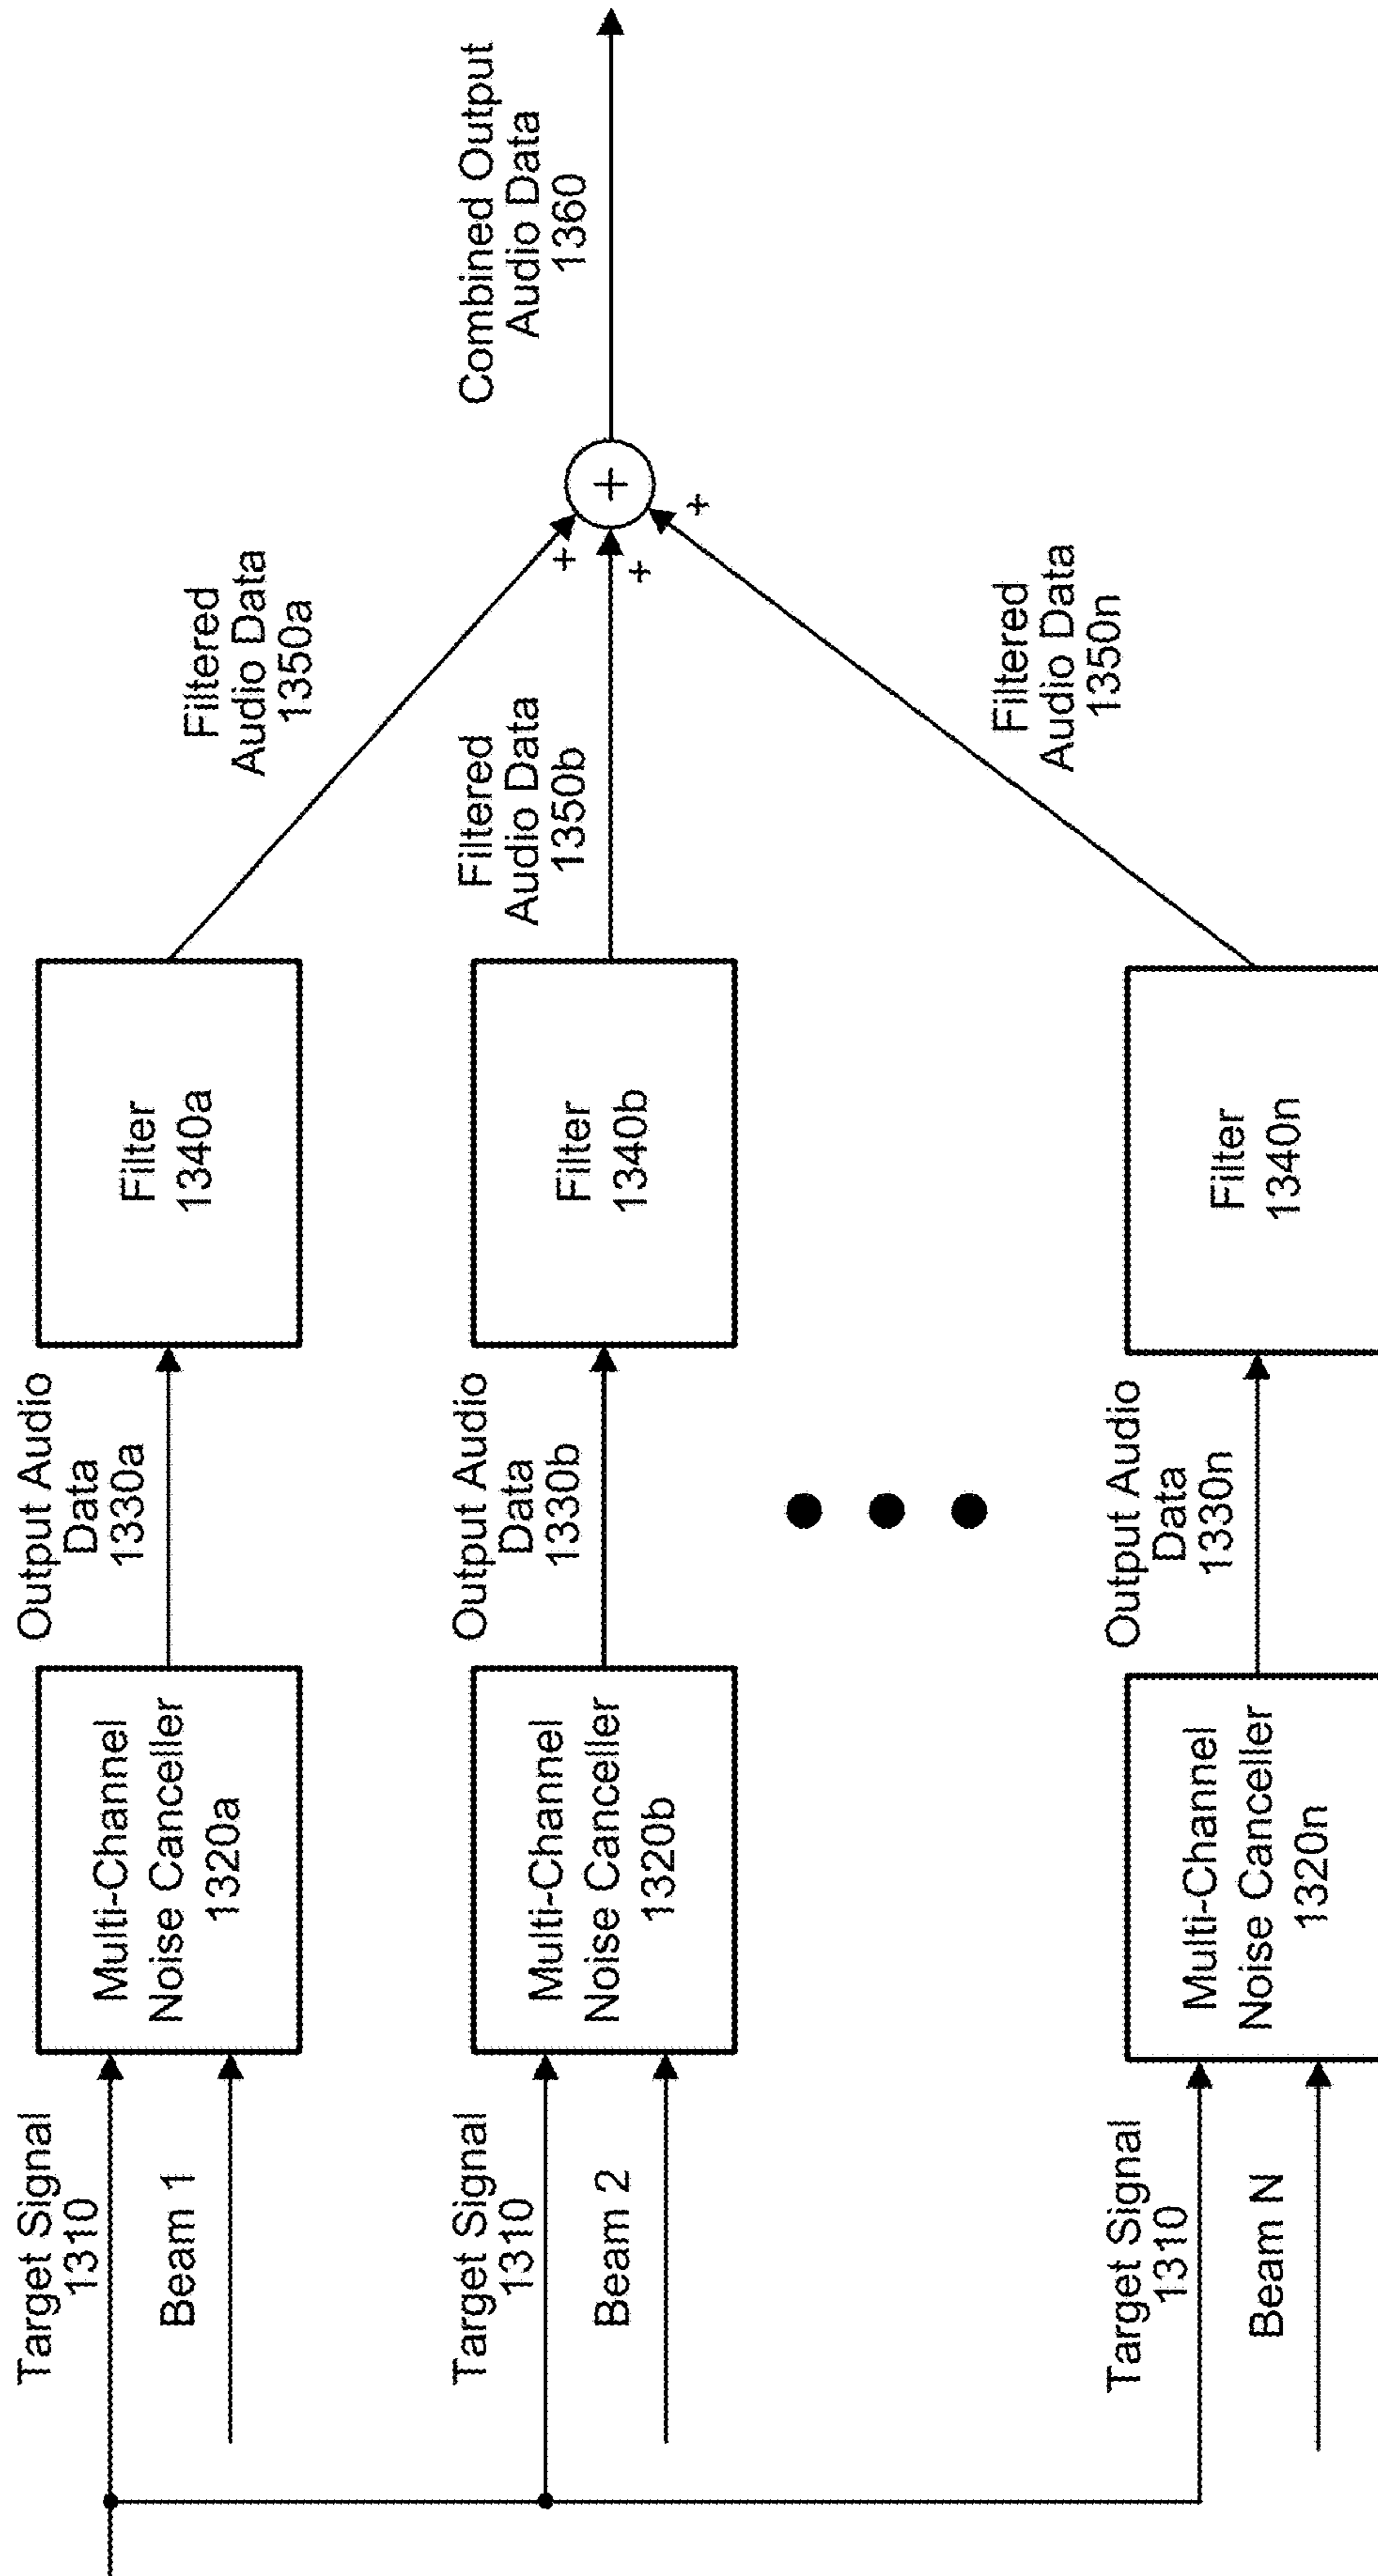 Target Signal
1310
Beam 1
Multi-Channel
Noise Canceller
1320a
Output Audio
Data
1330a
Filter
1340a
Filtered
Audio Data
1350a
Target Signal
1310
Beam 2
Multi-Channel
Noise Canceller
1320b
Output Audio
Data
1330b
Filter
1340b
Filtered
Audio Data
1350b
+
+
+
+
Combined Output
Audio Data
1360
Target Signal
1310
Beam N
Multi-Channel
Noise Canceller
1320n
Output Audio
Data
1330n
Filter
1340n
Filtered
Audio Data
1350n